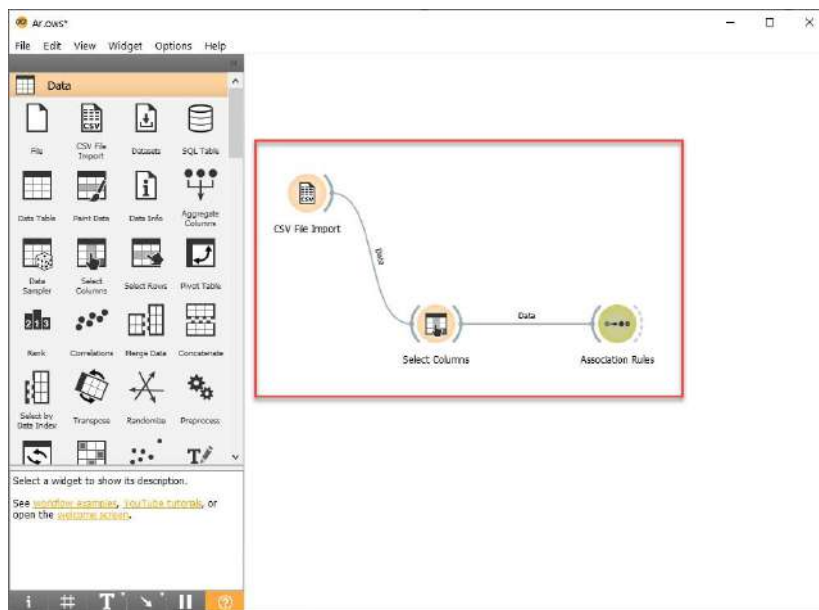 Ar.ows*
File Edit View Widget Options Help
Data
File
CSV File Import
Datasets
SQL Table
Data Table
Paint Data
Data Info
Aggregate Columns
Data Sampler
Select Columns
Select Rows
Pivot Table
Rank
Correlations
Merge Data
Concatenate
Select by Data Index
Transpose
Randomize
Preprocess
CSV File Import
Data
Select Columns
Data
Association Rules
Select a widget to show its description.
See workflow examples, YouTube tutorials, or
open the welcome screen.